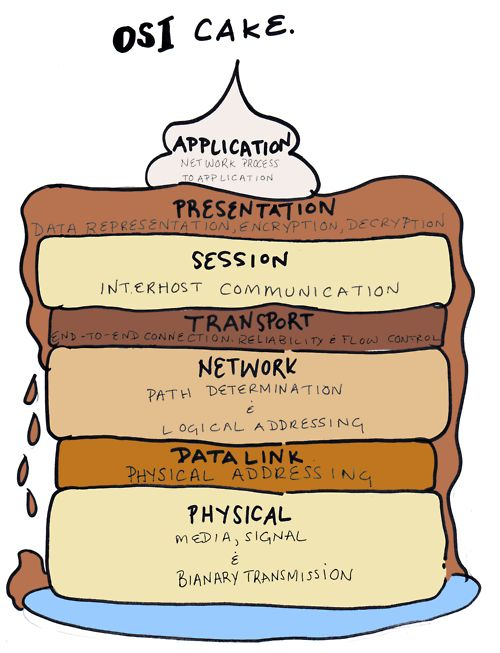 OSI CAKE.
APPLICATION
NETWORK PROCESS
TO APPLICATION
PRESENTATION
DATA REPRESENTATION, ENCRYPTION, DECRYPTION
SESSION
INTERHOST COMMUNICATION
TRANSPORT
END-TO-END CONNECTION. RELIABILITY & FLOW CONTROL
NETWORK
PATH DETERMINATION
&
LOGICAL ADDRESSING
DATA LINK
PHYSICAL ADDRESSING
PHYSICAL
MEDIA, SIGNAL
&
BIANARY TRANSMISSION